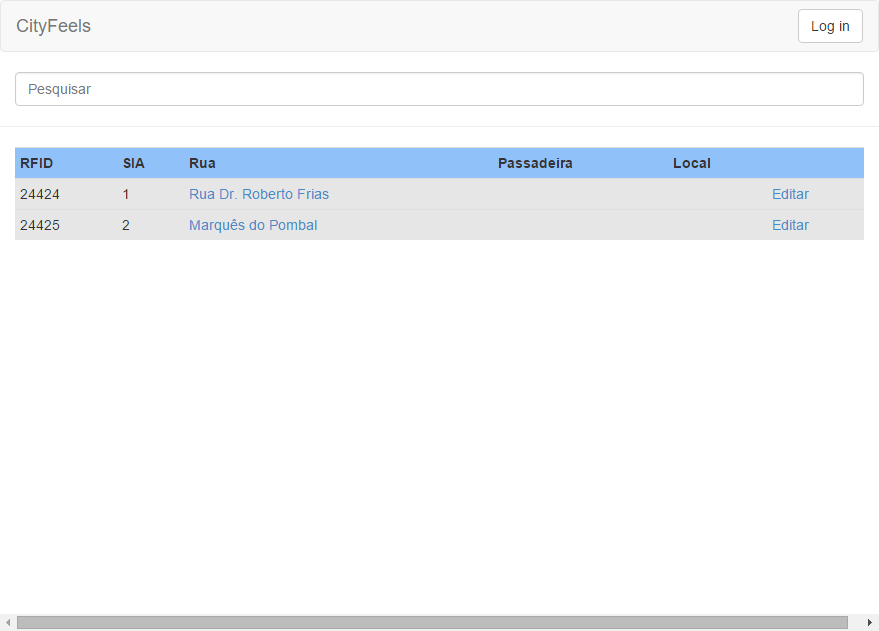 CityFeels Log in
Pesquisar
RFID SIA Rua Passadeira Local
24424 1 Rua Dr. Roberto Frias Editar
24425 2 Marquês do Pombal Editar